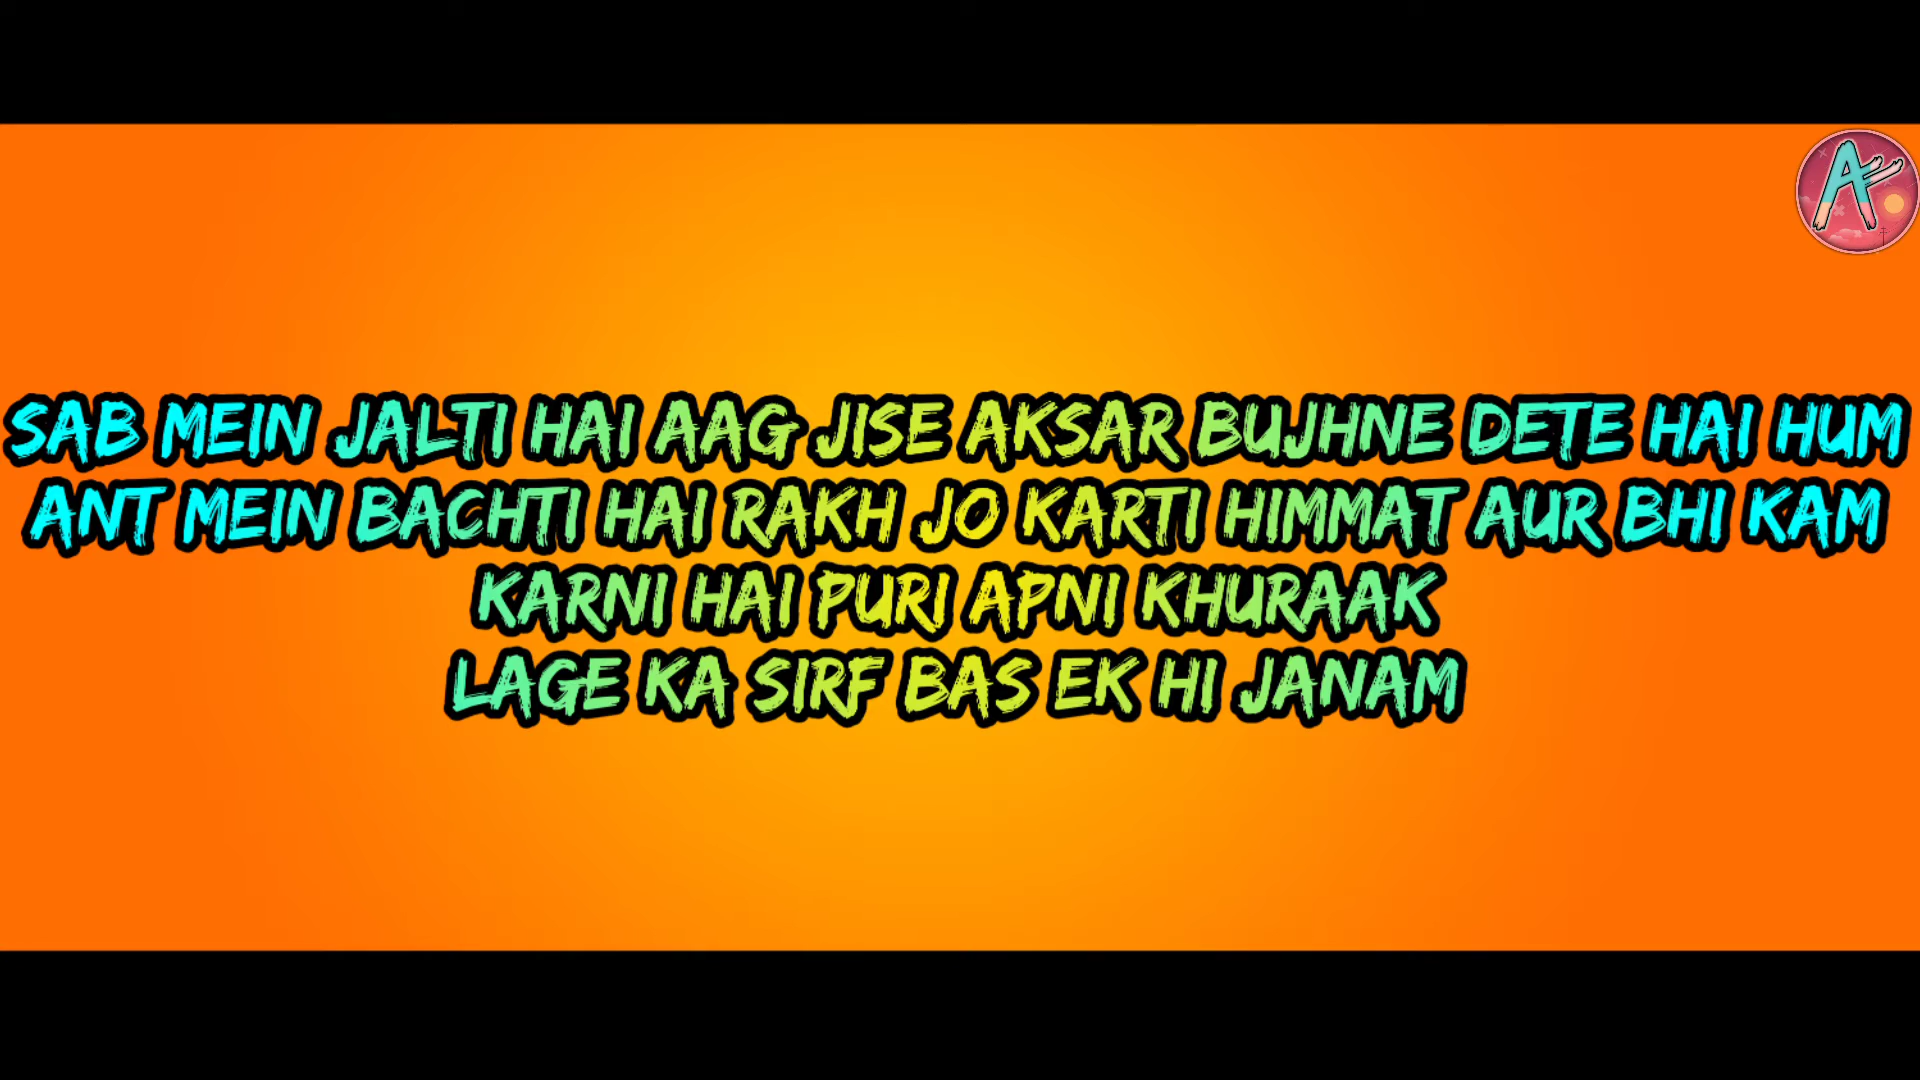 SAB MEIN JALTI HAI AAG JISE AKSAR BUJHNE DETE HAI HUM
ANT MEIN BACHTI HAI RAKH JO KARTI HIMMAT AUR BHI KAM
KARNI HAI PURI APNI KHURAAK
LAGE KA SIRF BAS EK HI JANAM
A